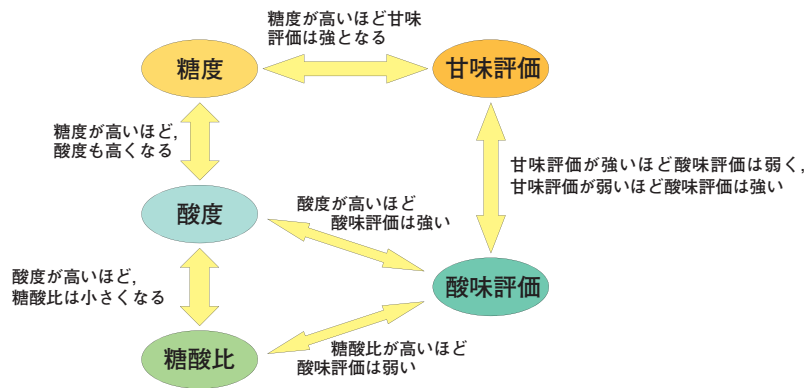 糖度が高いほど甘味
評価は強となる
糖度
甘味評価
糖度が高いほど,
酸度も高くなる
甘味評価が強いほど酸味評価は弱く,
甘味評価が弱いほど酸味評価は強い
酸度
酸度が高いほど
酸味評価は強い
酸度が高いほど,
糖酸比は小さくなる
酸味評価
糖酸比
糖酸比が高いほど
酸味評価は弱い